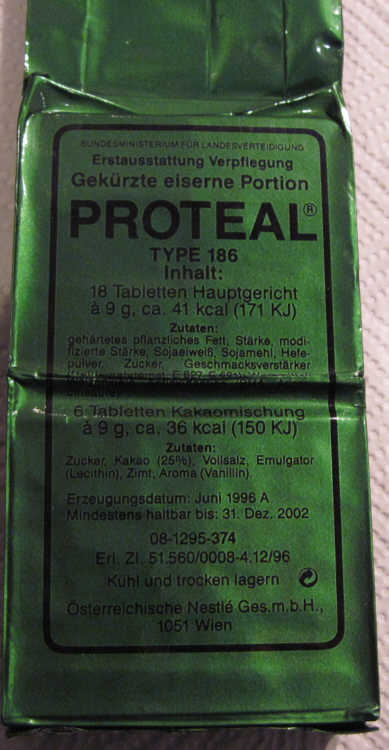 BUNDESMINISTERIUM FÜR LANDESVERTEIDIGUNG
Erstausstattung Verpflegung
Gekürzte eiserne Portion
PROTEAL®
TYPE 186
Inhalt:
18 Tabletten Hauptgericht
à 9 g, ca. 41 kcal (171 KJ)
Zutaten:
gehärtetes pflanzliches Fett, Stärke, modi-
fizierte Stärke, Sojaeiweiß, Sojamehl, Hefe-
pulver, Zucker, Geschmacksverstärker
6 Tabletten Kakaomischung
à 9 g, ca. 36 kcal (150 KJ)
Zutaten:
Zucker, Kakao (25%), Vollsalz, Emulgator
(Lecithin), Zimt, Aroma (Vanillin).
Erzeugungsdatum: Juni 1996 A
Mindestens haltbar bis: 31. Dez. 2002
08-1295-374
Erl. Zl. 51.560/0008-4.12/96
Kühl und trocken lagern
Österreichische Nestlé Ges.m.b.H.,
1051 Wien